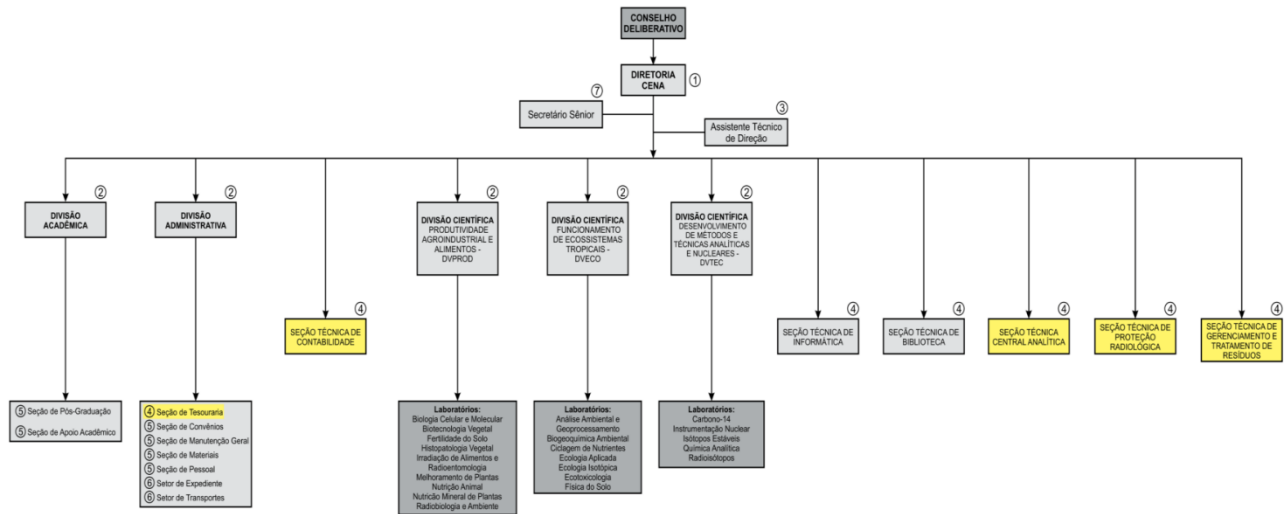 CONSELHO
DELIBERATIVO
DIRETORIA
CENA
①
⑦
Secretário Sênior
③
Assistente Técnico
de Direção
②
DIVISÃO
ACADÊMICA
②
DIVISÃO
ADMINISTRATIVA
②
DIVISÃO CIENTÍFICA
PRODUTIVIDADE
AGROINDUSTRIAL E
ALIMENTOS -
DVPROD
②
DIVISÃO CIENTÍFICA
FUNCIONAMENTO
DE ECOSSISTEMAS
TROPICAIS -
DVECO
②
DIVISÃO CIENTÍFICA
DESENVOLVIMENTO
DE MÉTODOS E
TÉCNICAS ANALÍTICAS
E NUCLEARES -
DVTEC
④
SEÇÃO TÉCNICA DE
CONTABILIDADE
④
SEÇÃO TÉCNICA DE
INFORMÁTICA
④
SEÇÃO TÉCNICA DE
BIBLIOTECA
④
SEÇÃO TÉCNICA
CENTRAL ANALÍTICA
④
SEÇÃO TÉCNICA DE
PROTEÇÃO
RADIOLÓGICA
④
SEÇÃO TÉCNICA DE
GERENCIAMENTO E
TRATAMENTO DE
RESÍDUOS
⑤ Seção de Pós-Graduação
⑤ Seção de Apoio Acadêmico
④ Seção de Tesouraria
⑤ Seção de Convênios
⑤ Seção de Manutenção Geral
⑤ Seção de Materiais
⑤ Seção de Pessoal
⑥ Setor de Expediente
⑥ Setor de Transportes
Laboratórios:
Biologia Celular e Molecular
Biotecnologia Vegetal
Fertilidade do Solo
Histopatologia Vegetal
Irradiação de Alimentos e
Radioentomologia
Melhoramento de Plantas
Nutrição Animal
Nutricão Mineral de Plantas
Radiobiologia e Ambiente
Laboratórios:
Análise Ambiental e
Geoprocessamento
Biogeoquímica Ambiental
Ciclagem de Nutrientes
Ecologia Aplicada
Ecologia Isotópica
Ecotoxicologia
Física do Solo
Laboratórios:
Carbono-14
Instrumentação Nuclear
Isótopos Estáveis
Química Analítica
Radioisótopos